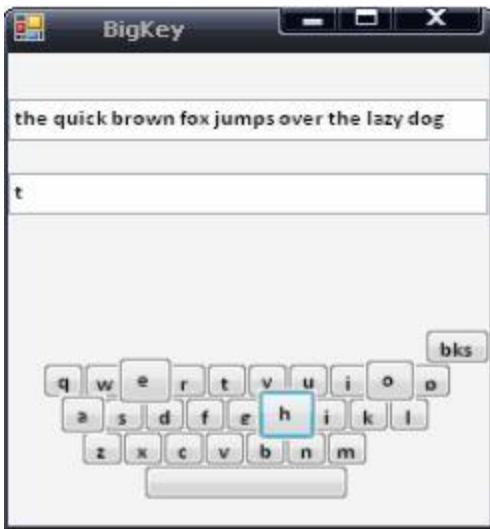 BigKey
the quick brown fox jumps over the lazy dog
t
bks
q w e r t y u i o p
a s d f g h j k l
z x c v b n m